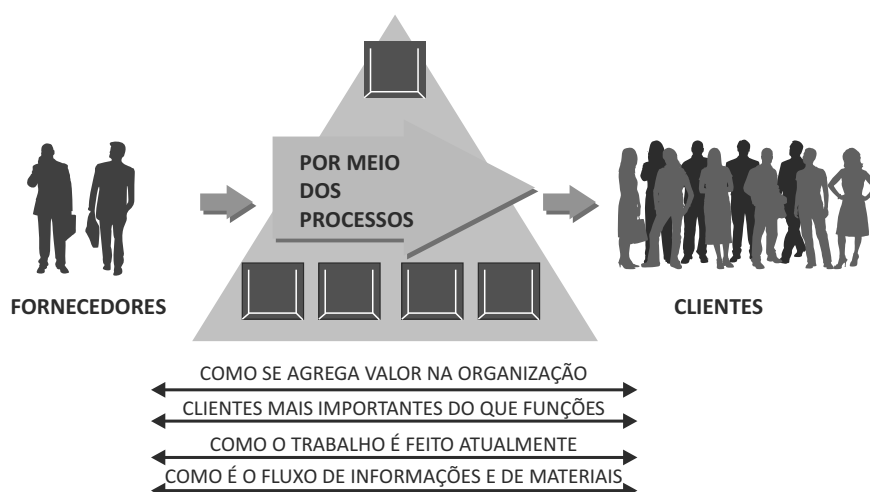 POR MEIO
DOS
PROCESSOS
FORNECEDORES
CLIENTES
COMO SE AGREGA VALOR NA ORGANIZAÇÃO
CLIENTES MAIS IMPORTANTES DO QUE FUNÇÕES
COMO O TRABALHO É FEITO ATUALMENTE
COMO É O FLUXO DE INFORMAÇÕES E DE MATERIAIS